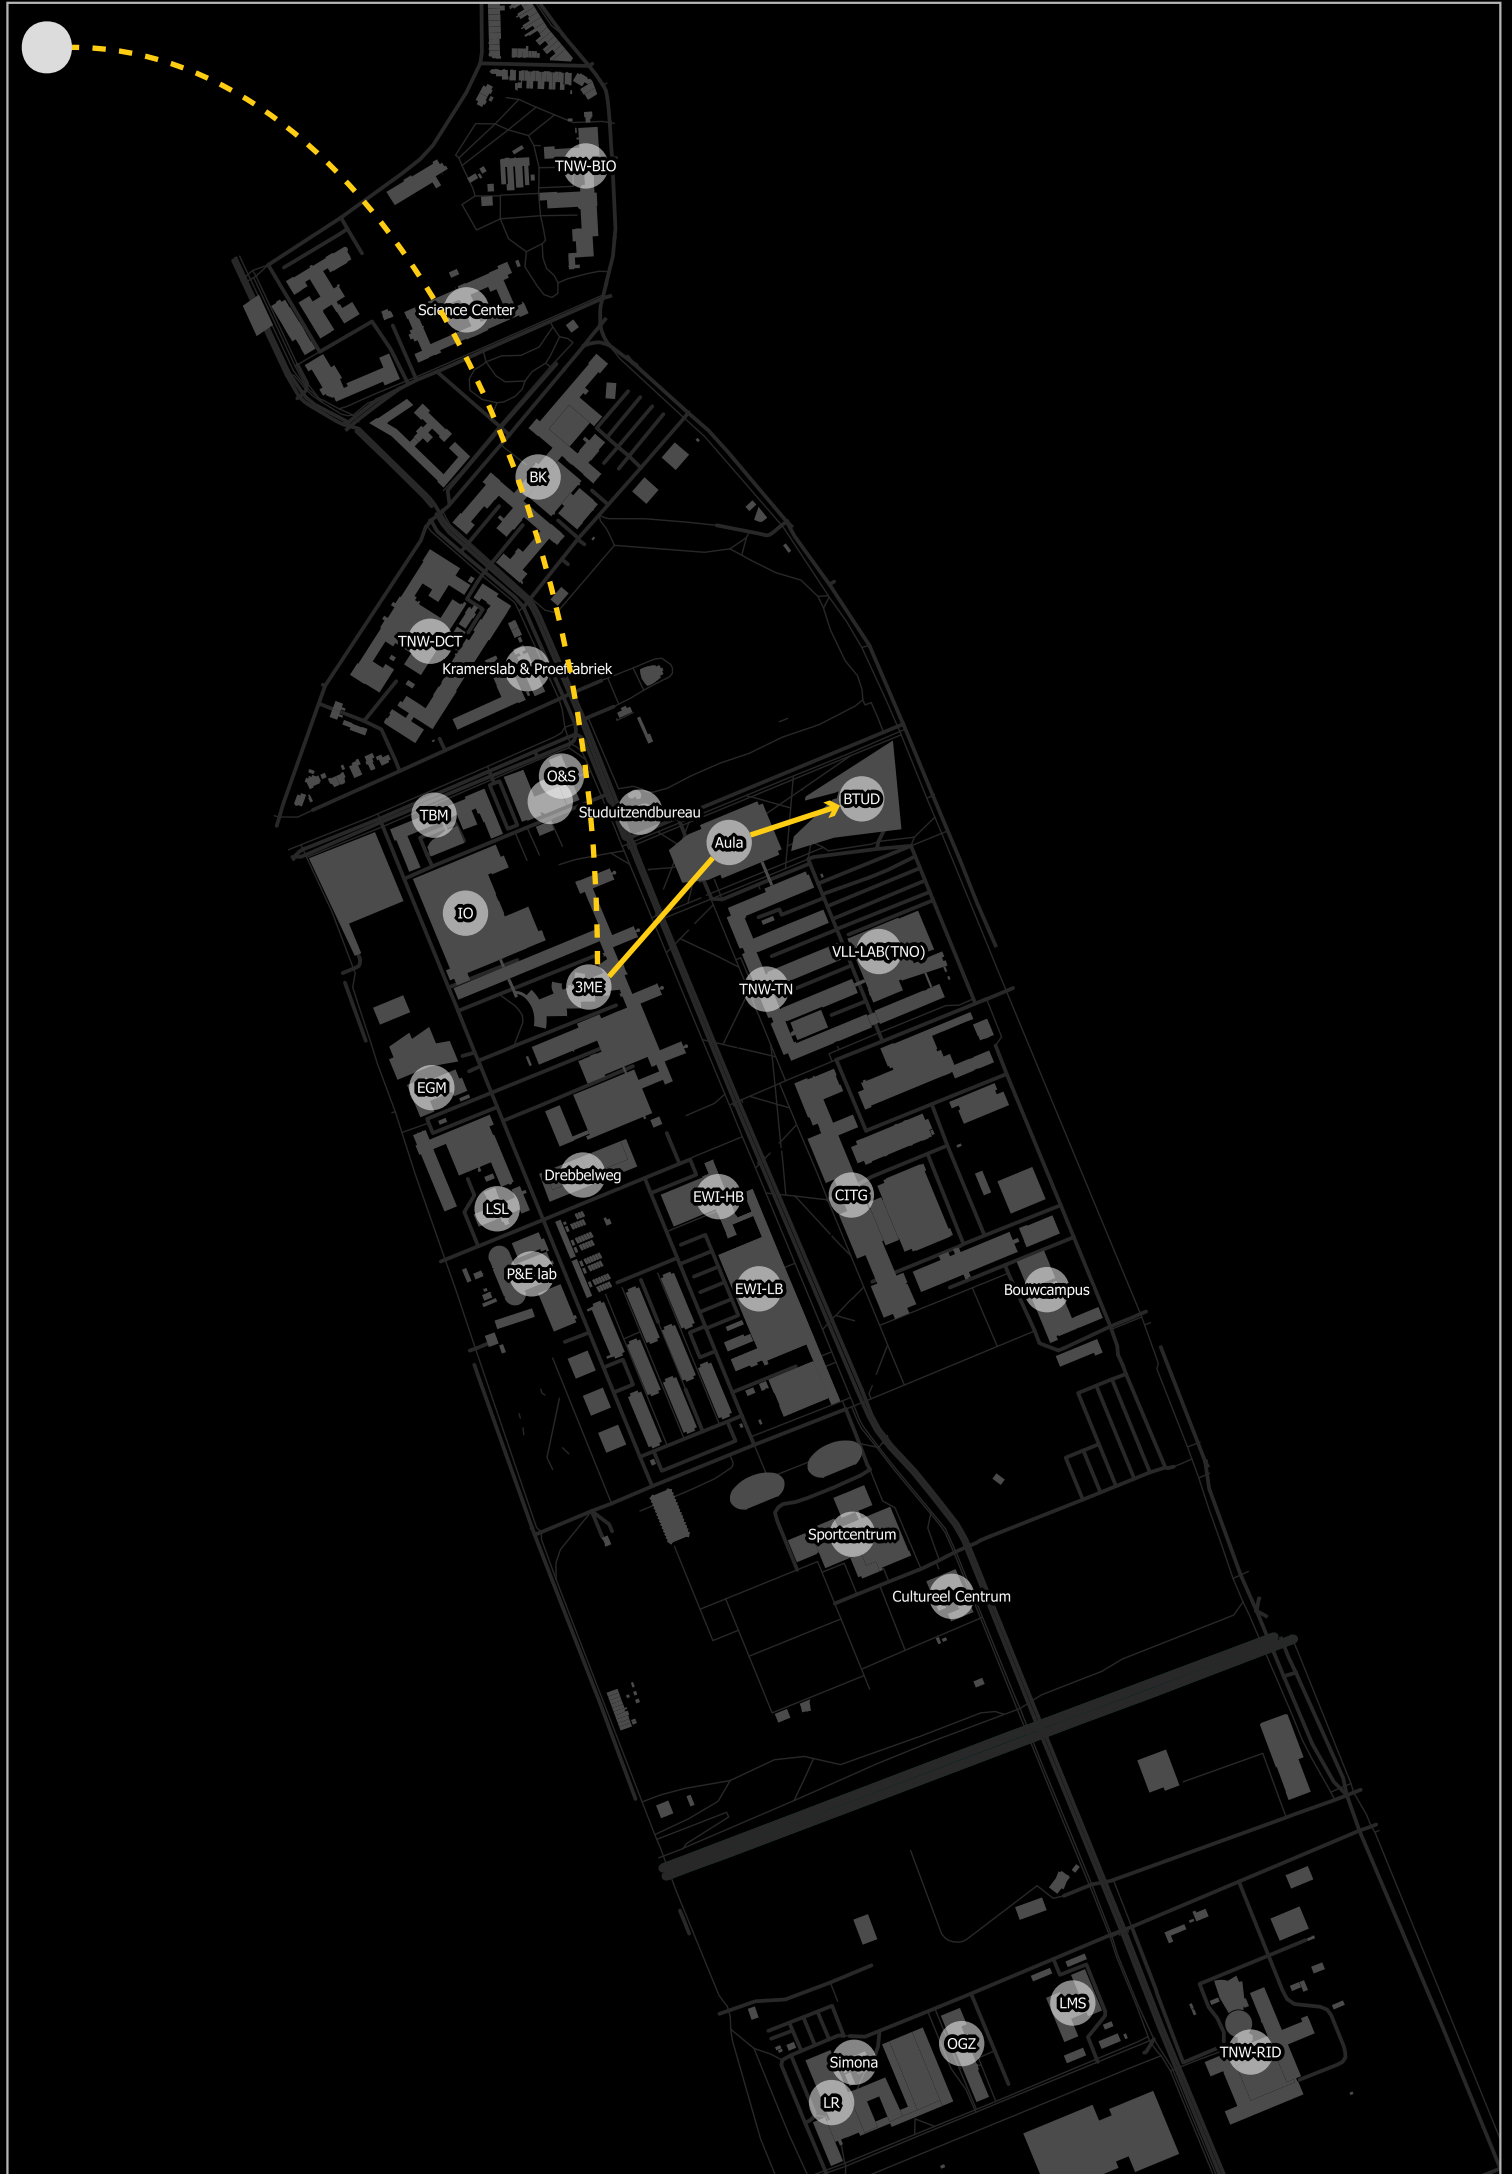 TNW-BIO
Science Center
BK
TNW-DCT
Kramerslab & Proeffabriek
O&S
BTUD
Studuitzendbureau
TBM
Aula
IO
VLL-LAB(TNO)
3ME
TNW-TN
EGM
Drebbelweg
CITG
EWI-HB
LSL
P&E lab
EWI-LB
Bouwcampus
Sportcentrum
Cultureel Centrum
LMS
OGZ
TNW-RID
Simona
LR